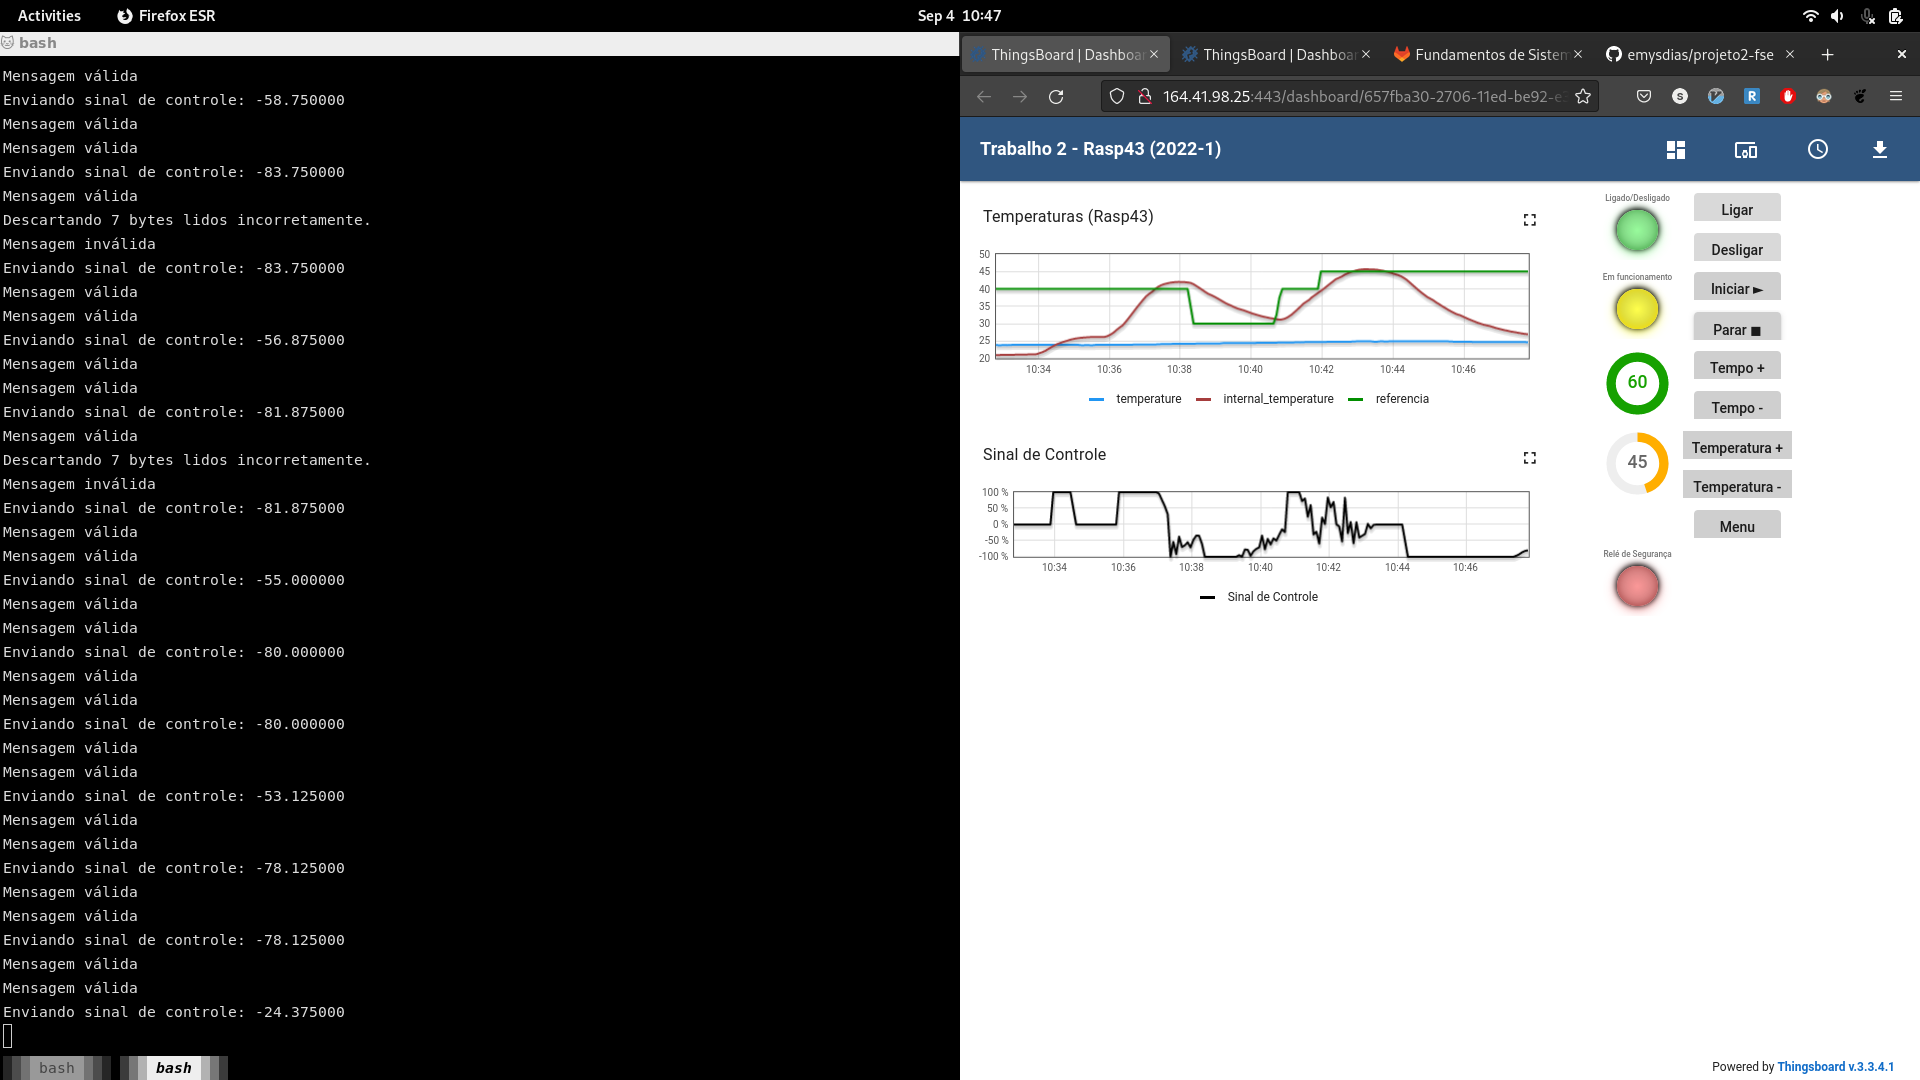 Activities
Firefox ESR
Sep 4 10:47
bash
Mensagem válida
Enviando sinal de controle: -58.750000
Mensagem válida
Mensagem válida
Enviando sinal de controle: -83.750000
Mensagem válida
Descartando 7 bytes lidos incorretamente.
Mensagem inválida
Enviando sinal de controle: -83.750000
Mensagem válida
Mensagem válida
Enviando sinal de controle: -56.875000
Mensagem válida
Mensagem válida
Enviando sinal de controle: -81.875000
Mensagem válida
Descartando 7 bytes lidos incorretamente.
Mensagem inválida
Enviando sinal de controle: -81.875000
Mensagem válida
Mensagem válida
Enviando sinal de controle: -55.000000
Mensagem válida
Mensagem válida
Enviando sinal de controle: -80.000000
Mensagem válida
Mensagem válida
Enviando sinal de controle: -80.000000
Mensagem válida
Mensagem válida
Enviando sinal de controle: -53.125000
Mensagem válida
Mensagem válida
Enviando sinal de controle: -78.125000
Mensagem válida
Mensagem válida
Enviando sinal de controle: -78.125000
Mensagem válida
Mensagem válida
Enviando sinal de controle: -24.375000
bash bash
ThingsBoard | Dashboar
ThingsBoard | Dashboar
Fundamentos de Sistem
emysdias/projeto2-fse
164.41.98.25:443/dashboard/657fba30-2706-11ed-be92-e
Trabalho 2 - Rasp43 (2022-1)
Temperaturas (Rasp43)
50
45
40
35
30
25
20
10:34 10:36 10:38 10:40 10:42 10:44 10:46
temperature internal_temperature referencia
Sinal de Controle
100 %
50 %
0 %
-50 %
-100 %
10:34 10:36 10:38 10:40 10:42 10:44 10:46
Sinal de Controle
Ligado/Desligado
Ligar
Desligar
Em funcionamento
Iniciar ►
Parar ■
60
Tempo +
Tempo -
45
Temperatura +
Temperatura -
Menu
Relé de Segurança
Powered by Thingsboard v.3.3.4.1